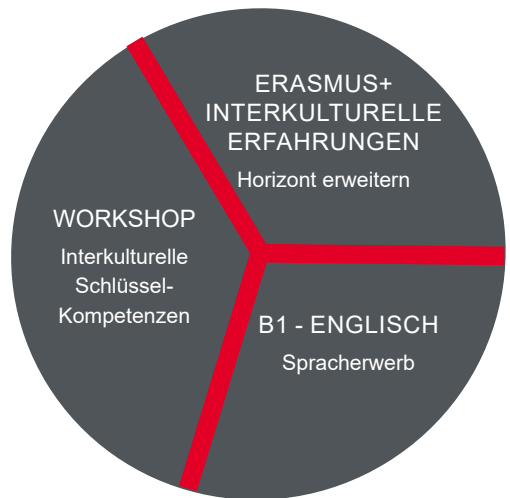 ERASMUS+
INTERKULTURELLE
ERFAHRUNGEN
Horizont erweitern
WORKSHOP
Interkulturelle
Schlüssel-
Kompetenzen
B1 - ENGLISCH
Spracherwerb